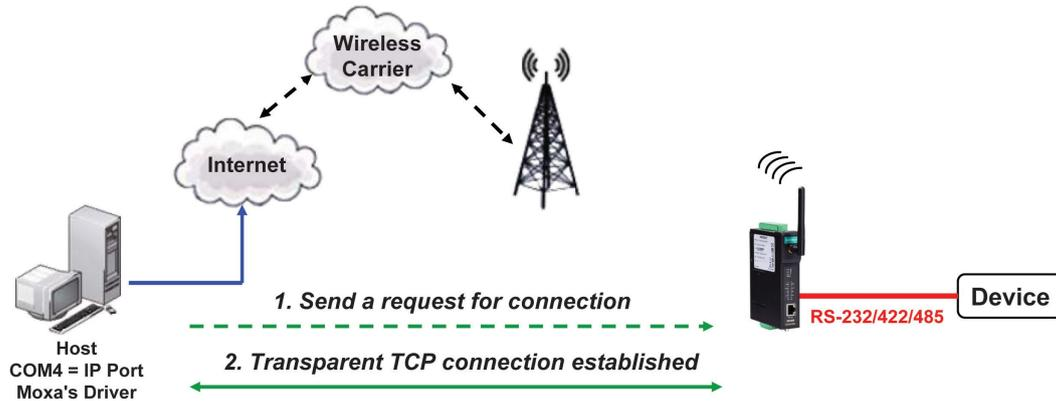 Wireless
Carrier
Internet
1. Send a request for connection
RS-232/422/485
Device
2. Transparent TCP connection established
Host
COM4 = IP Port
Moxa's Driver